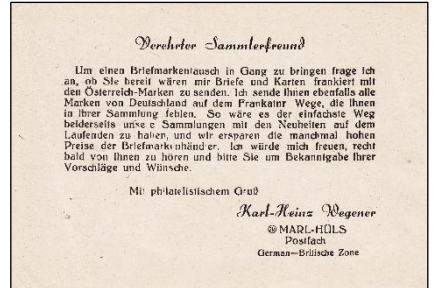 Verehrter Sammlerfreund
Um einen Briefmarkentausch in Gang zu bringen frage ich
an, ob Sie bereit wären mir Briefe und Karten frankiert mit
den Österreich-Marken zu senden. Ich sende Ihnen ebenfalls alle
Marken von Deutschland auf dem Frankatur Wege, die Ihnen
in Ihrer Sammlung fehlen. So wäre es der einfachste Weg
beiderseits unse e Sammlungen mit den Neuheiten auf dem
Laufenden zu halten, und wir ersparen die manchmal hohen
Preise der Briefmarkenhändler. Ich würde mich freuen, recht
bald von Ihnen zu hören und bitte Sie um Bekanntgabe Ihrer
Vorschläge und Wünsche.
Mit philatelistischem Gruß
Karl-Heinz Wegener
MARL-HÜLS
Postfach
German—British Zone